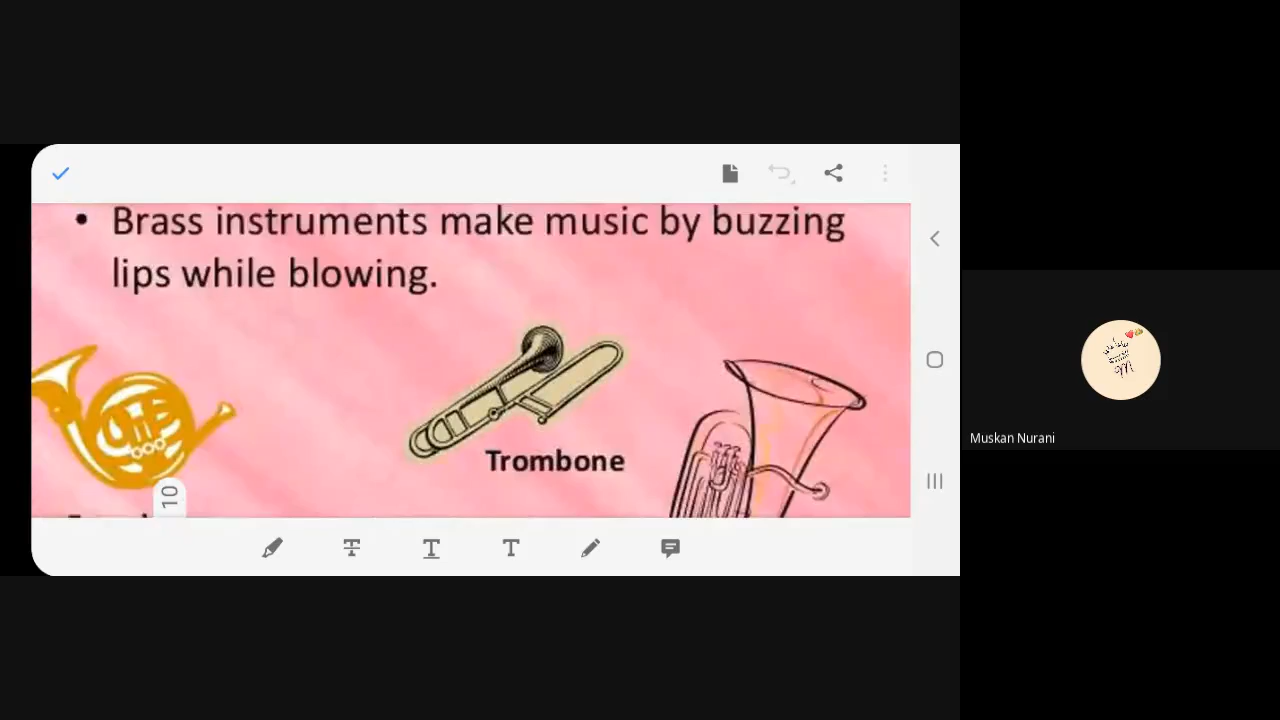 • Brass instruments make music by buzzing
lips while blowing.
Trombone
10
Muskan Nurani